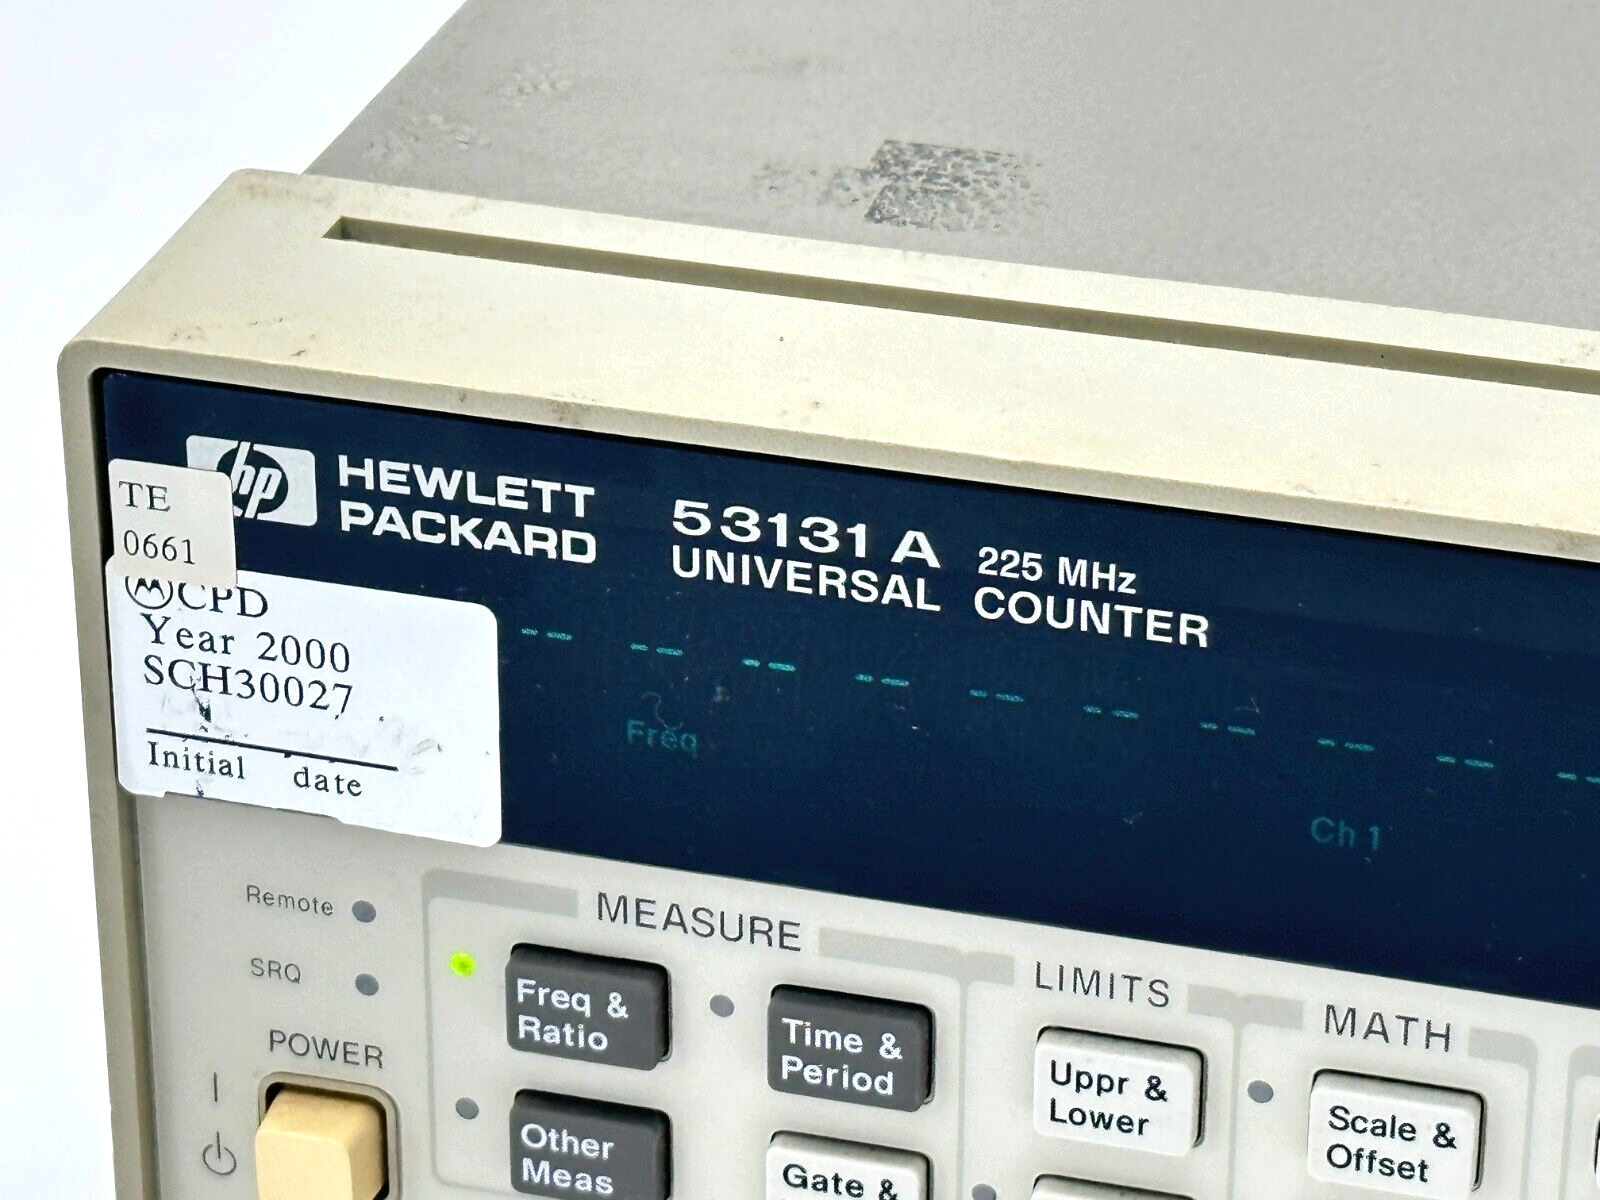 hp
HEWLETT
PACKARD
53131A 225 MHz
UNIVERSAL COUNTER
TE
0661
CPD
Year 2000
SCH30027
Initial date
Freq
Ch 1
Remote
SRQ
POWER
MEASURE
LIMITS
MATH
Freq &
Ratio
Time &
Period
Uppr &
Lower
Scale &
Offset
Other
Meas
Gate &